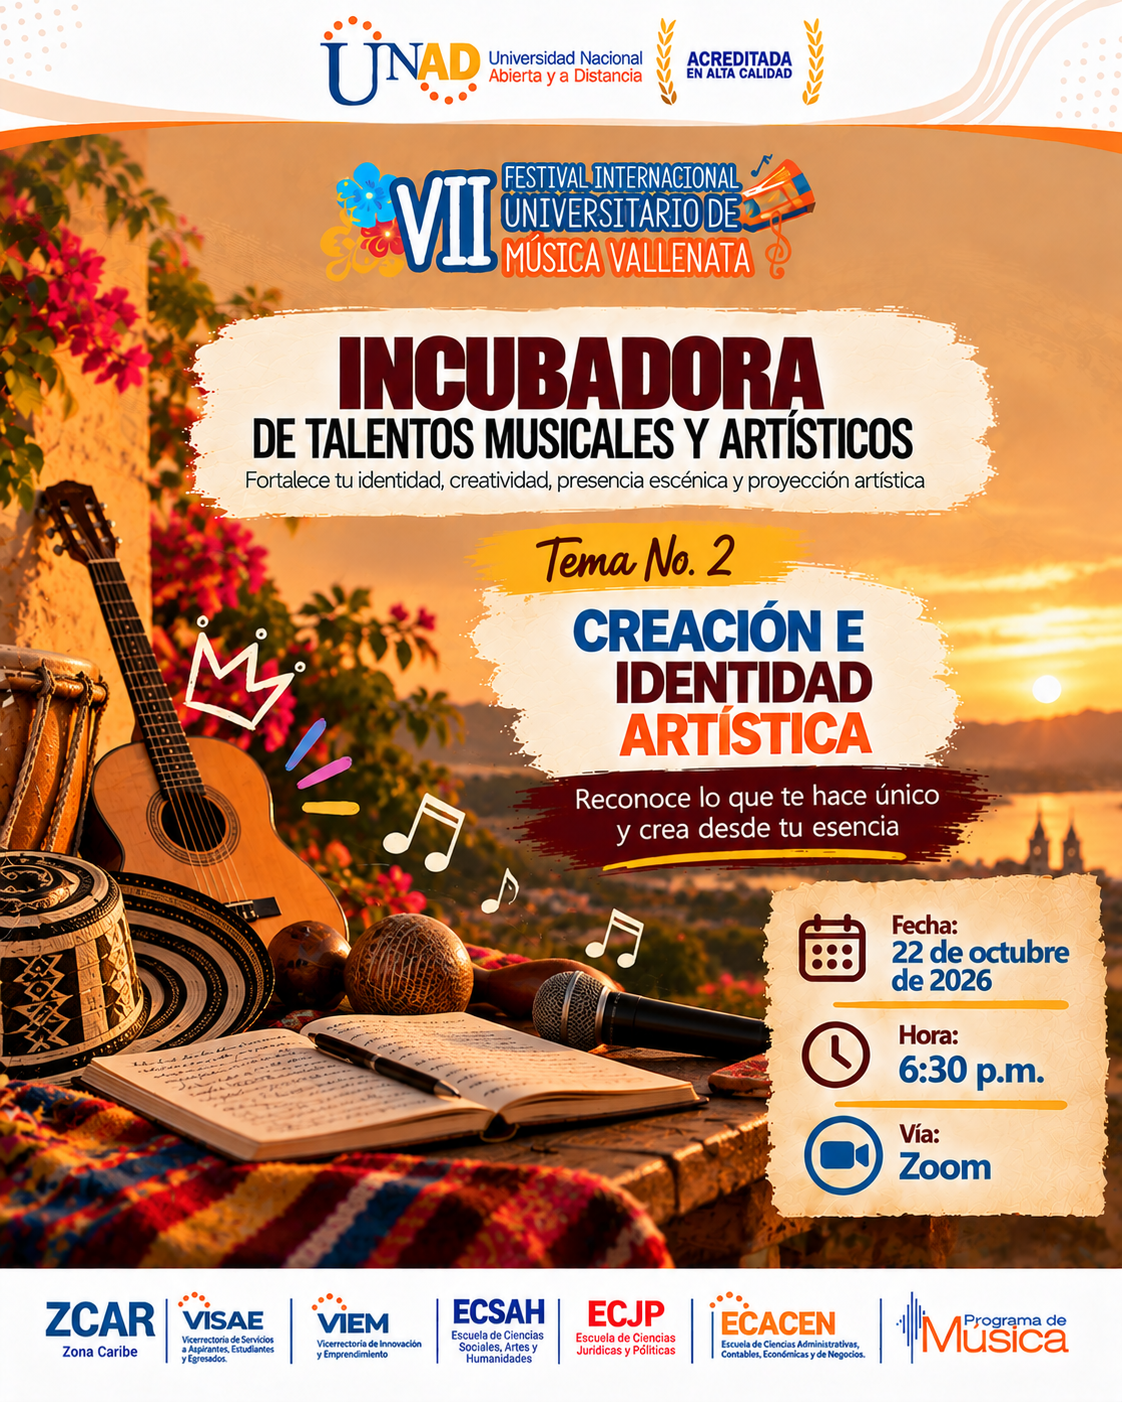 UNAD
Universidad Nacional
Abierta y a Distancia
ACREDITADA
EN ALTA CALIDAD
VII
FESTIVAL INTERNACIONAL
UNIVERSITARIO DE
MÚSICA VALLENATA
INCUBADORA
DE TALENTOS MUSICALES Y ARTÍSTICOS
Fortalece tu identidad, creatividad, presencia escénica y proyección artística
Tema No. 2
CREACIÓN E
IDENTIDAD
ARTÍSTICA
Reconoce lo que te hace único
y crea desde tu esencia
Fecha:
22 de octubre
de 2026
Hora:
6:30 p.m.
Vía:
Zoom
ZCAR
Zona Caribe
VISAE
Vicerrectoría de Servicios
a Aspirantes, Estudiantes
y Egresados.
VIEM
Vicerrectoría de Innovación
y Emprendimiento
ECSAH
Escuela de Ciencias
Sociales, Artes y
Humanidades
ECJP
Escuela de Ciencias
Jurídicas y Póliticas
ECACEN
Escuela de Ciencias Administrativas,
Contables, Económicas y de Negocios.
Programa de
Música